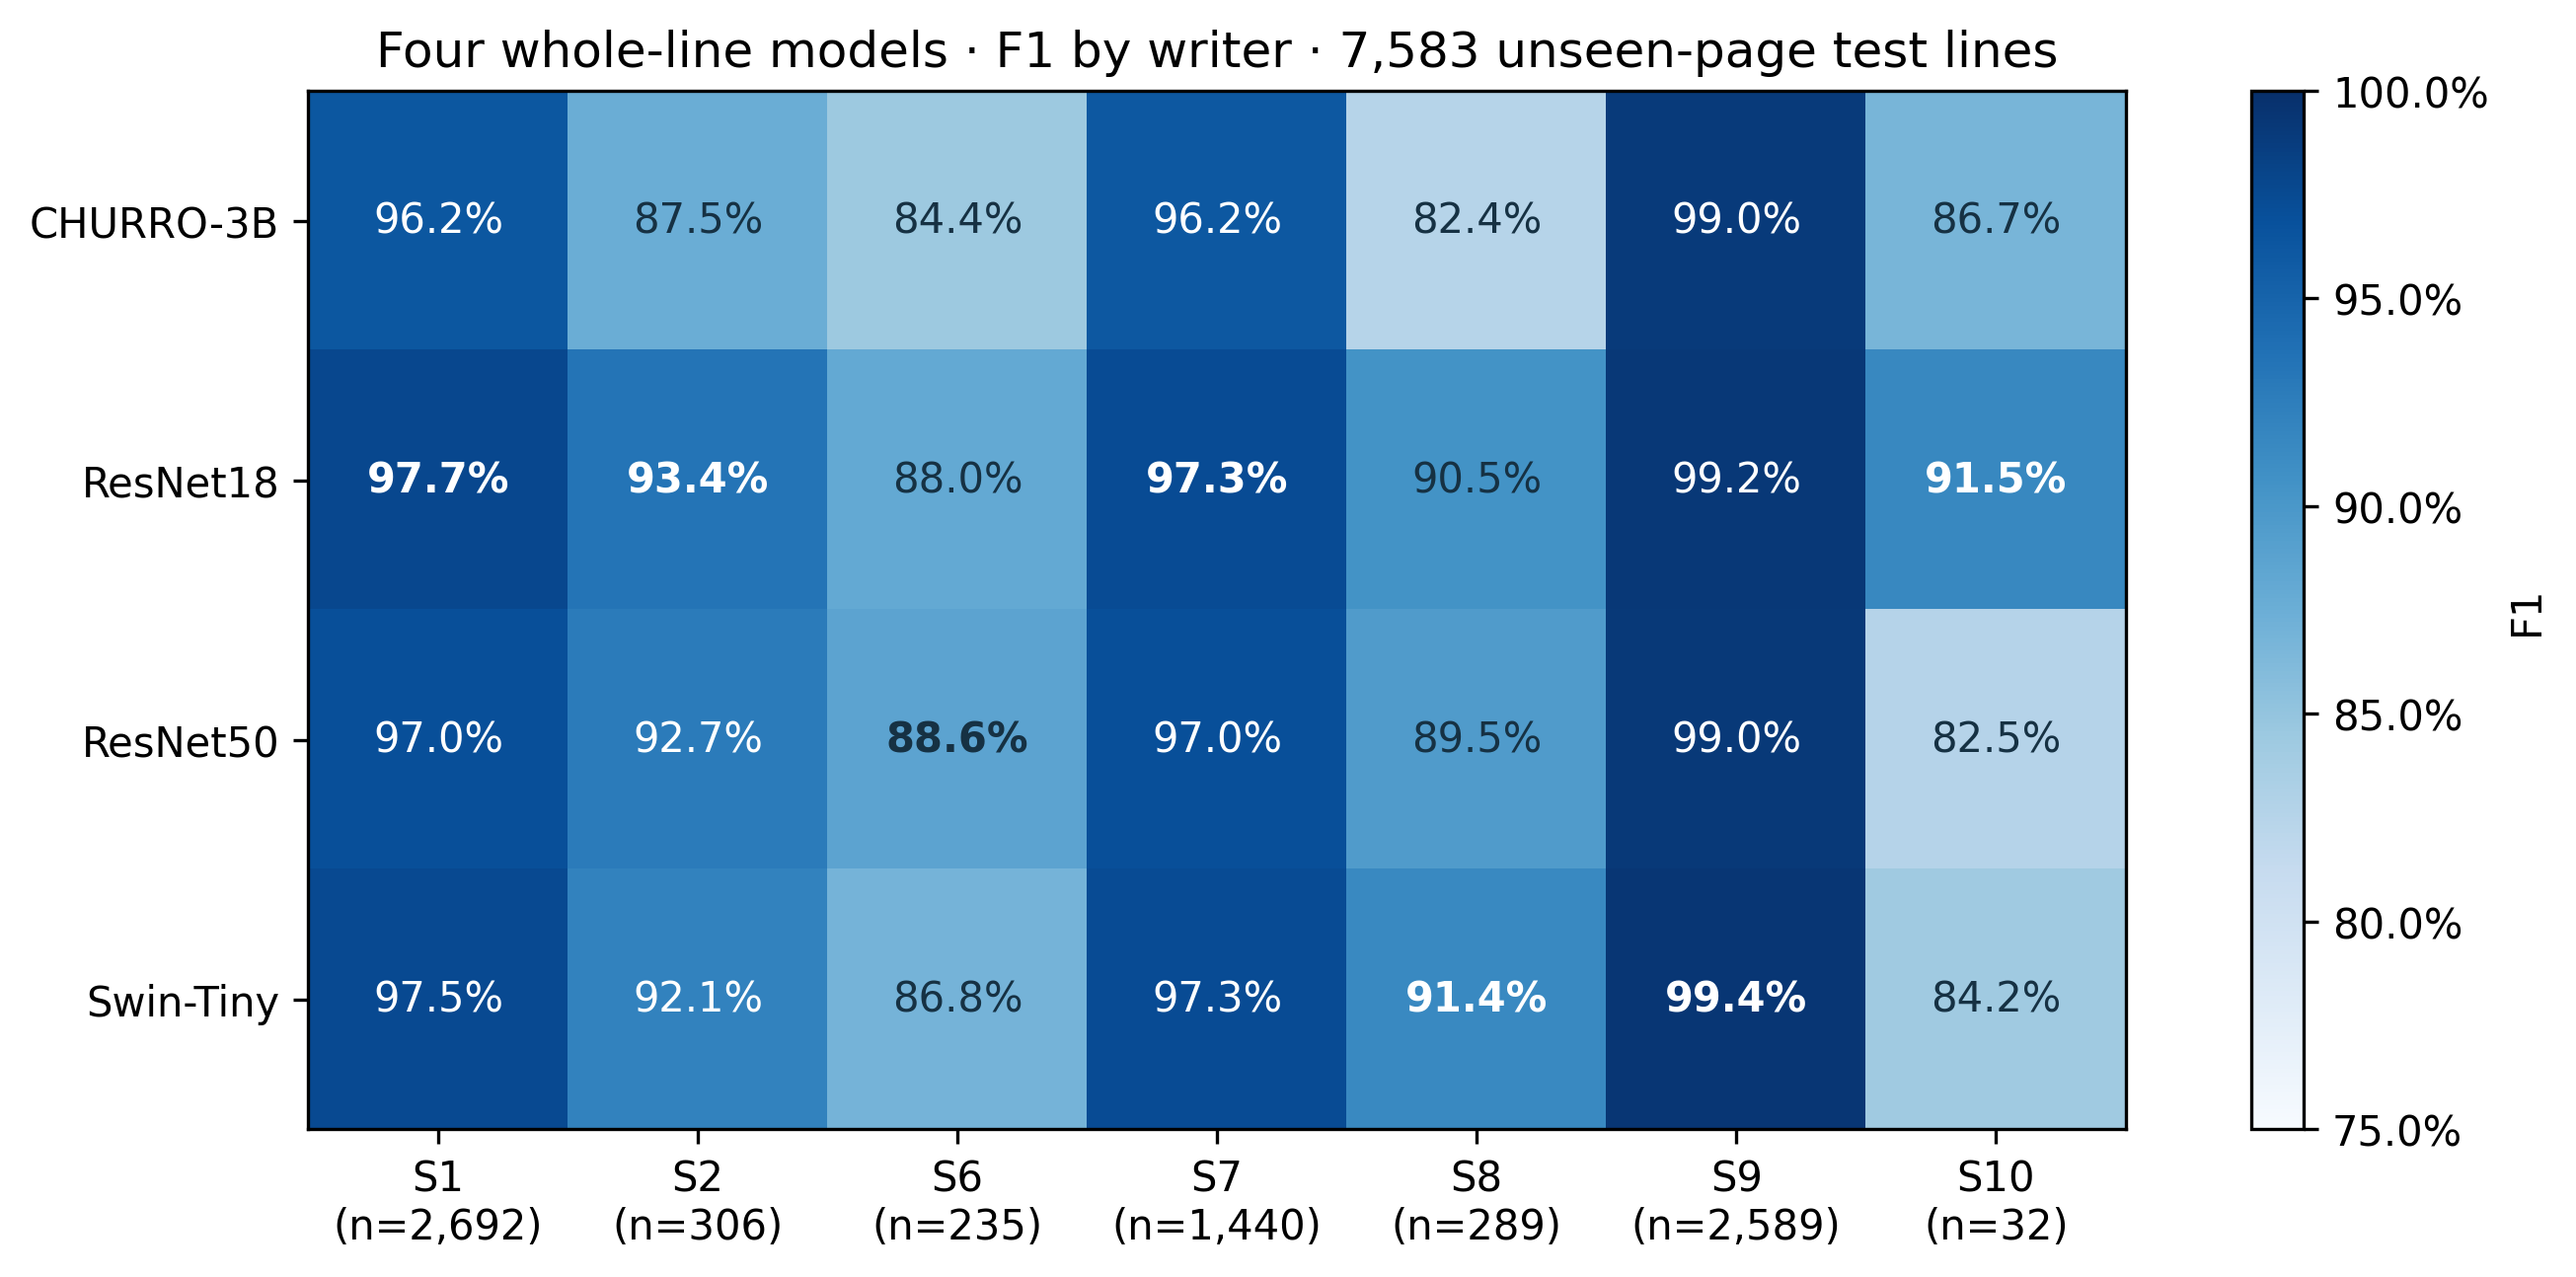 Four whole-line models · F1 by writer · 7,583 unseen-page test lines
CHURRO-3B 96.2% 87.5% 84.4% 96.2% 82.4% 99.0% 86.7%
ResNet18 97.7% 93.4% 88.0% 97.3% 90.5% 99.2% 91.5%
ResNet50 97.0% 92.7% 88.6% 97.0% 89.5% 99.0% 82.5%
Swin-Tiny 97.5% 92.1% 86.8% 97.3% 91.4% 99.4% 84.2%
S1 S2 S6 S7 S8 S9 S10
(n=2,692) (n=306) (n=235) (n=1,440) (n=289) (n=2,589) (n=32)
100.0%
95.0%
90.0%
85.0%
80.0%
75.0%
F1